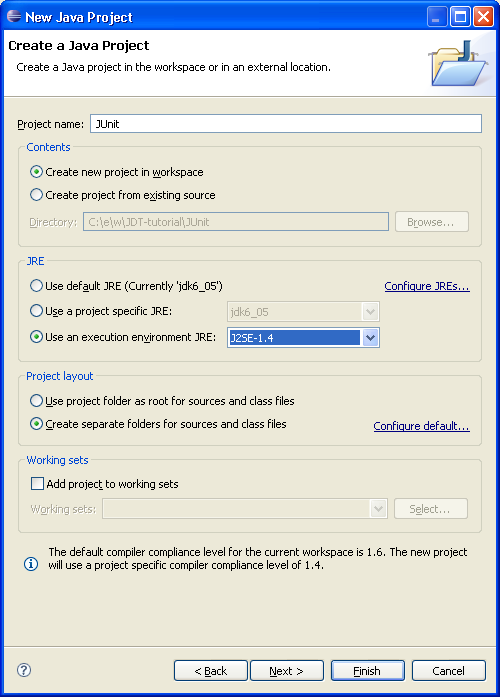 New Java Project
Create a Java Project
Create a Java project in the workspace or in an external location.
Project name: JUnit
Contents
Create new project in workspace
Create project from existing source
Directory: C:\e\w\JDT-tutorial\JUnit Browse...
JRE
Use default JRE (Currently 'jdk6_05') Configure JREs...
Use a project specific JRE: jdk6_05
Use an execution environment JRE: J2SE-1.4
Project layout
Use project folder as root for sources and class files
Create separate folders for sources and class files Configure default...
Working sets
Add project to working sets
Working sets: Select...
The default compiler compliance level for the current workspace is 1.6. The new project
will use a project specific compiler compliance level of 1.4.
? < Back Next > Finish Cancel